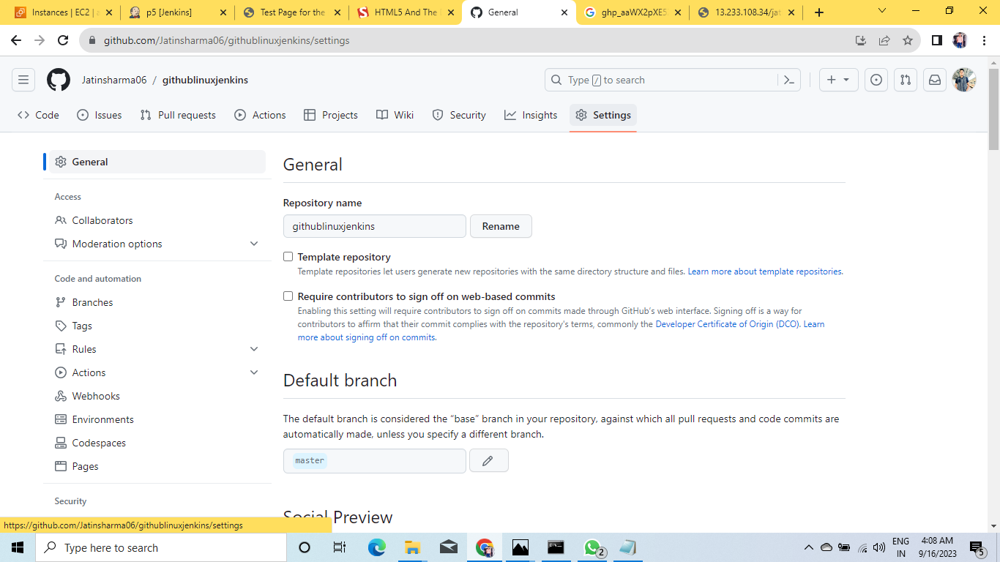 Instances | EC2 | a
p5 [Jenkins]
Test Page for the
HTML5 And The
General
ghp_aaWX2pXE5
13.233.108.34/jat
github.com/Jatinsharma06/githublinuxjenkins/settings
Jatinsharma06 / githublinuxjenkins
Type / to search
Code Issues Pull requests Actions Projects Wiki Security Insights Settings
General
Access
Collaborators
Moderation options
Code and automation
Branches
Tags
Rules
Actions
Webhooks
Environments
Codespaces
Pages
Security
General
Repository name
githublinuxjenkins Rename
Template repository
Template repositories let users generate new repositories with the same directory structure and files. Learn more about template repositories.
Require contributors to sign off on web-based commits
Enabling this setting will require contributors to sign off on commits made through GitHub's web interface. Signing off is a way for
contributors to affirm that their commit complies with the repository's terms, commonly the Developer Certificate of Origin (DCO). Learn
more about signing off on commits.
Default branch
The default branch is considered the “base” branch in your repository, against which all pull requests and code commits are
automatically made, unless you specify a different branch.
master
Social Preview
https://github.com/Jatinsharma06/githublinuxjenkins/settings
Type here to search
2
ENG
IN
4:08 AM
9/16/2023
5